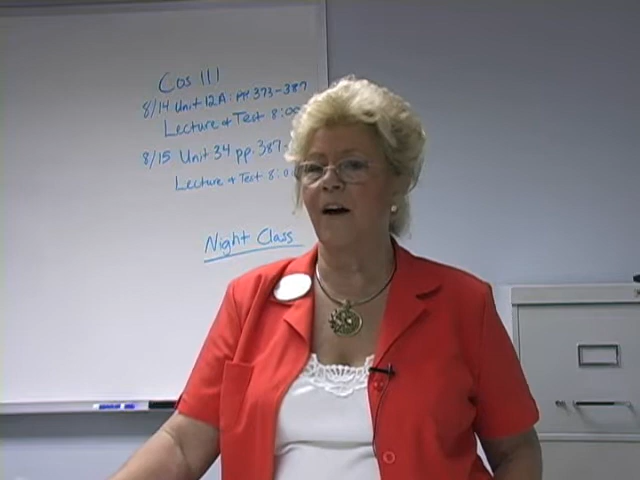 Cos III
8/14 Unit 12A: pp. 373-387
Lecture & Test 8:00
8/15 Unit 34 pp. 387-
Lecture & Test 8:0
Night Class